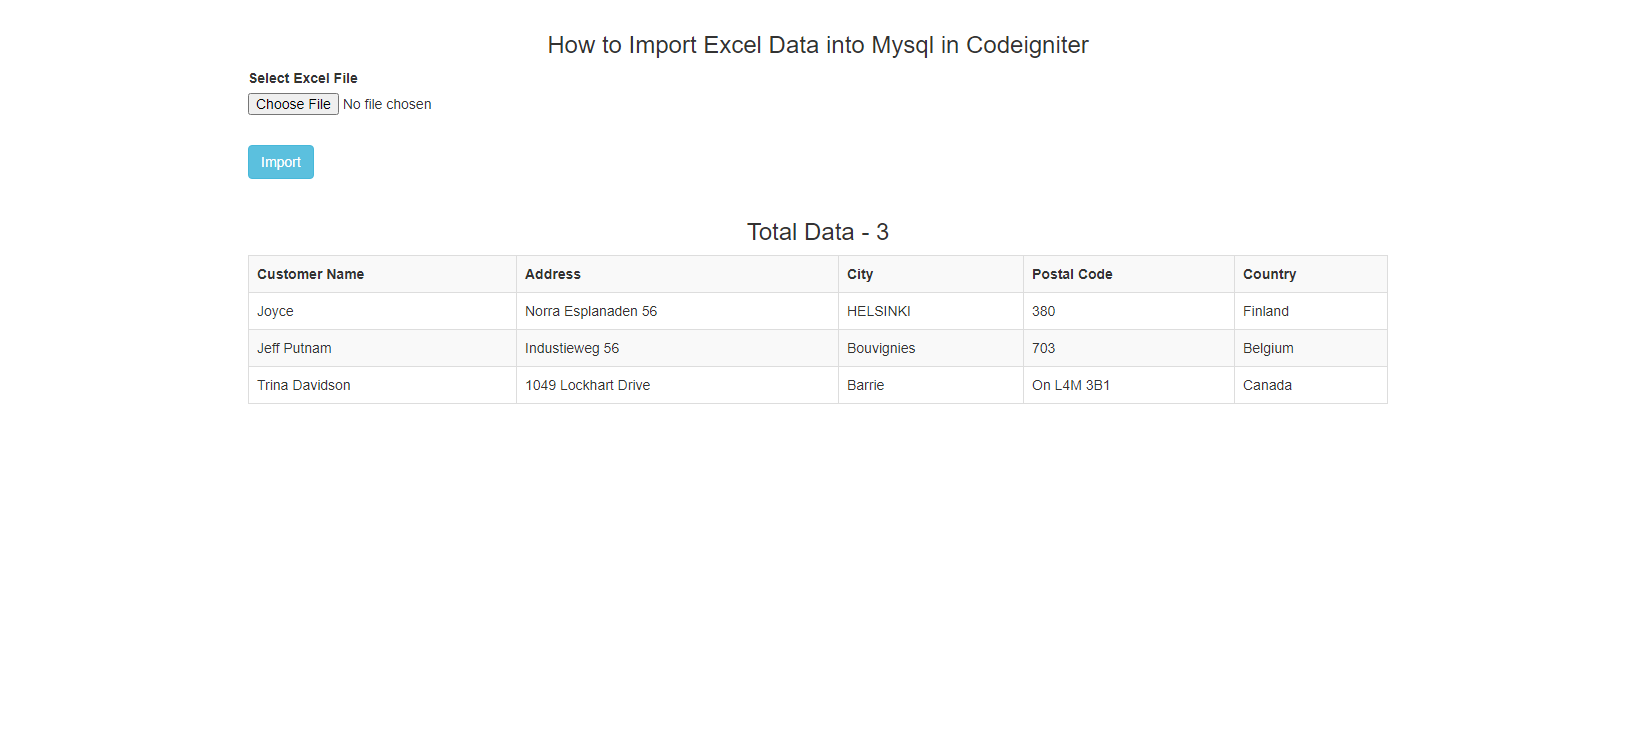 How to Import Excel Data into Mysql in Codeigniter
Select Excel File
Choose File No file chosen
Import
Total Data - 3
Customer Name Address City Postal Code Country
Joyce Norra Esplanaden 56 HELSINKI 380 Finland
Jeff Putnam Industieweg 56 Bouvignies 703 Belgium
Trina Davidson 1049 Lockhart Drive Barrie On L4M 3B1 Canada